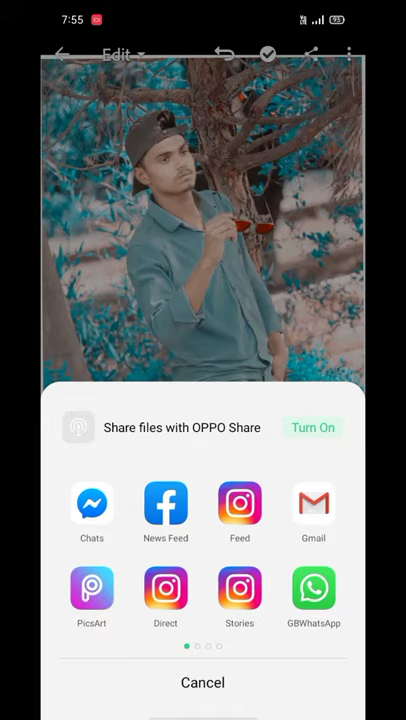 7:55
93
Edit
Share files with OPPO Share
Turn On
Chats
News Feed
Feed
Gmail
PicsArt
Direct
Stories
GBWhatsApp
Cancel